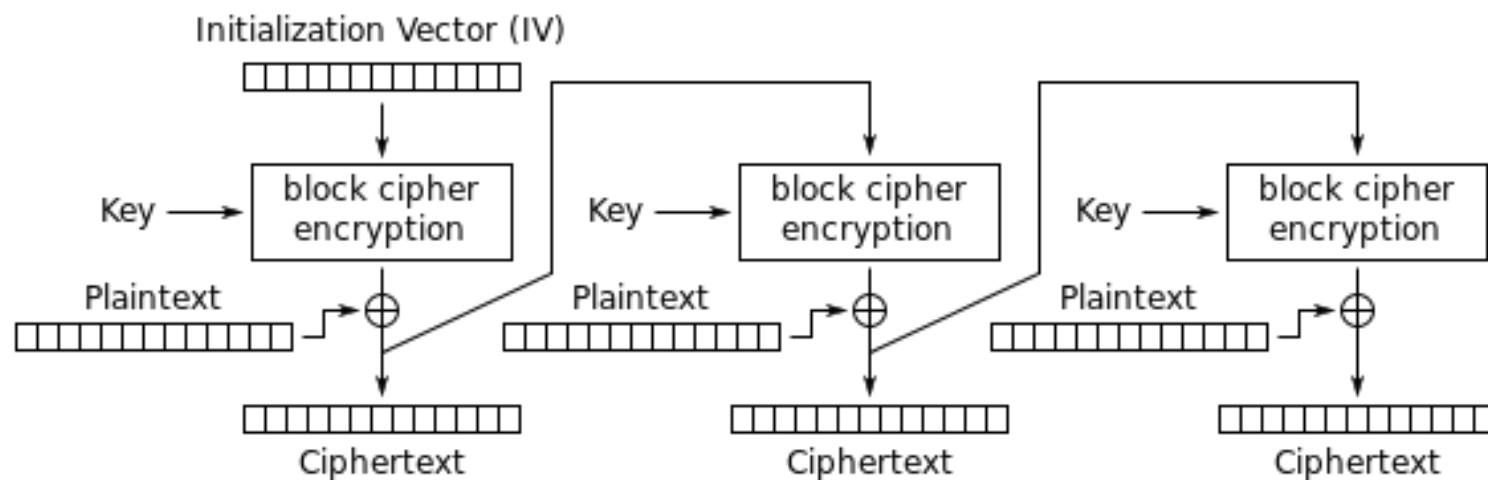 Initialization Vector (IV)
Key
block cipher
encryption
Key
block cipher
encryption
Key
block cipher
encryption
Plaintext
Plaintext
Plaintext
Ciphertext
Ciphertext
Ciphertext